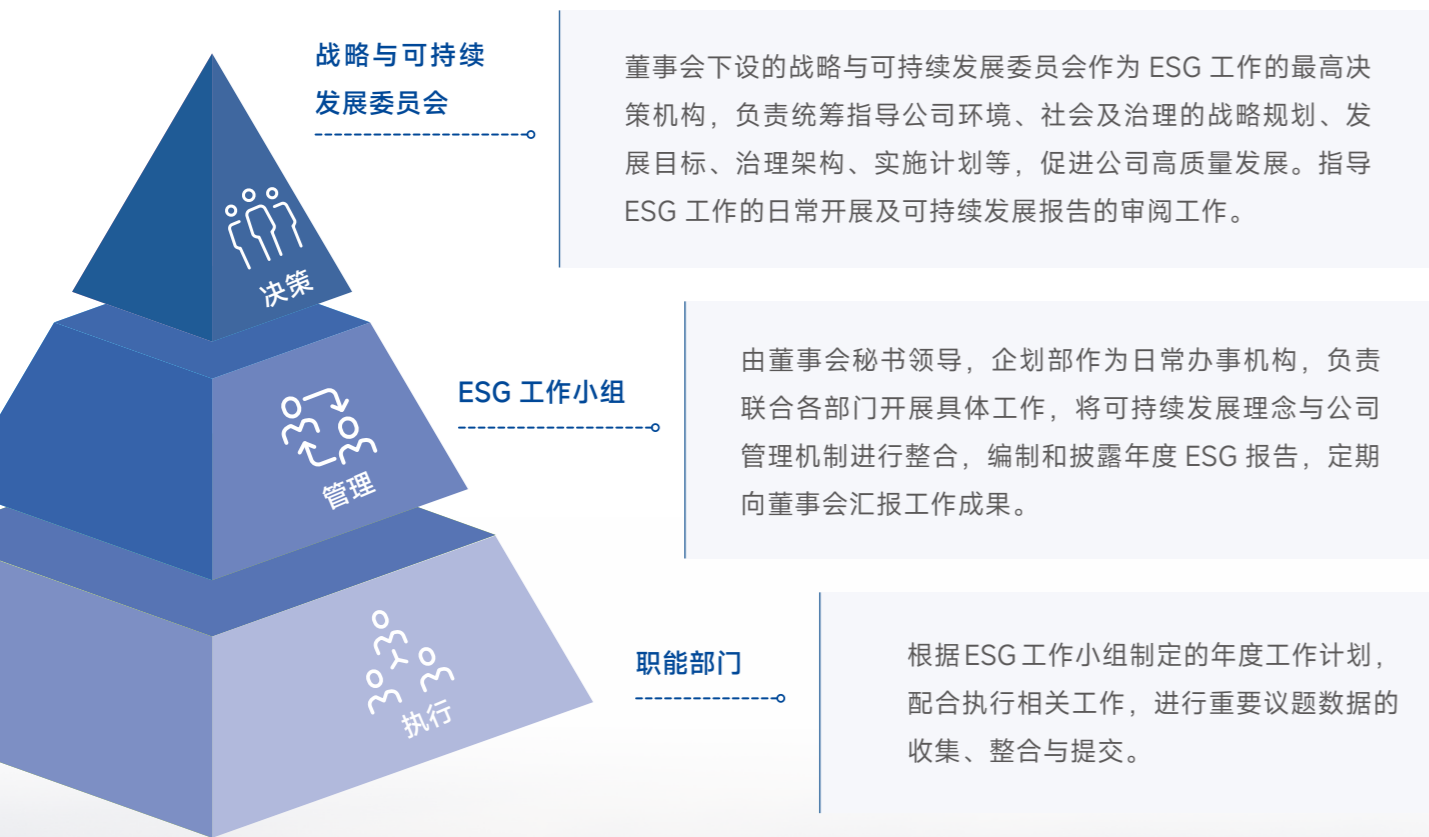 战略与可持续
发展委员会
董事会下设的战略与可持续发展委员会作为 ESG 工作的最高决
策机构，负责统筹指导公司环境、社会及治理的战略规划、发
展目标、治理架构、实施计划等，促进公司高质量发展。指导
ESG 工作的日常开展及可持续发展报告的审阅工作。
决策
ESG 工作小组
由董事会秘书领导，企划部作为日常办事机构，负责
联合各部门开展具体工作，将可持续发展理念与公司
管理机制进行整合，编制和披露年度 ESG 报告，定期
向董事会汇报工作成果。
管理
职能部门
根据ESG工作小组制定的年度工作计划，
配合执行相关工作，进行重要议题数据的
收集、整合与提交。
执行